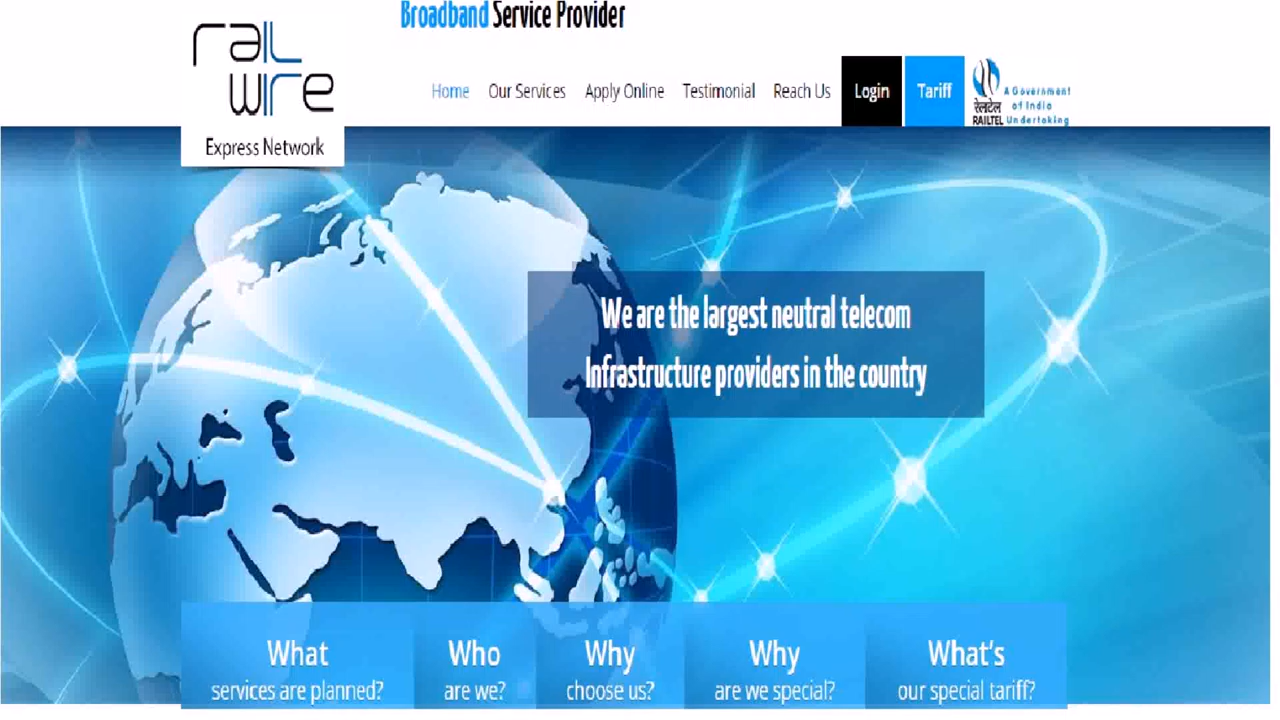 Broadband Service Provider
rail
wire
Express Network
Home Our Services Apply Online Testimonial Reach Us Login Tariff
रेलटेल
RAILTEL
A Government
of India
Undertaking
We are the largest neutral telecom
Infrastructure providers in the country
What
services are planned?
Who
are we?
Why
choose us?
Why
are we special?
What's
our special tariff?